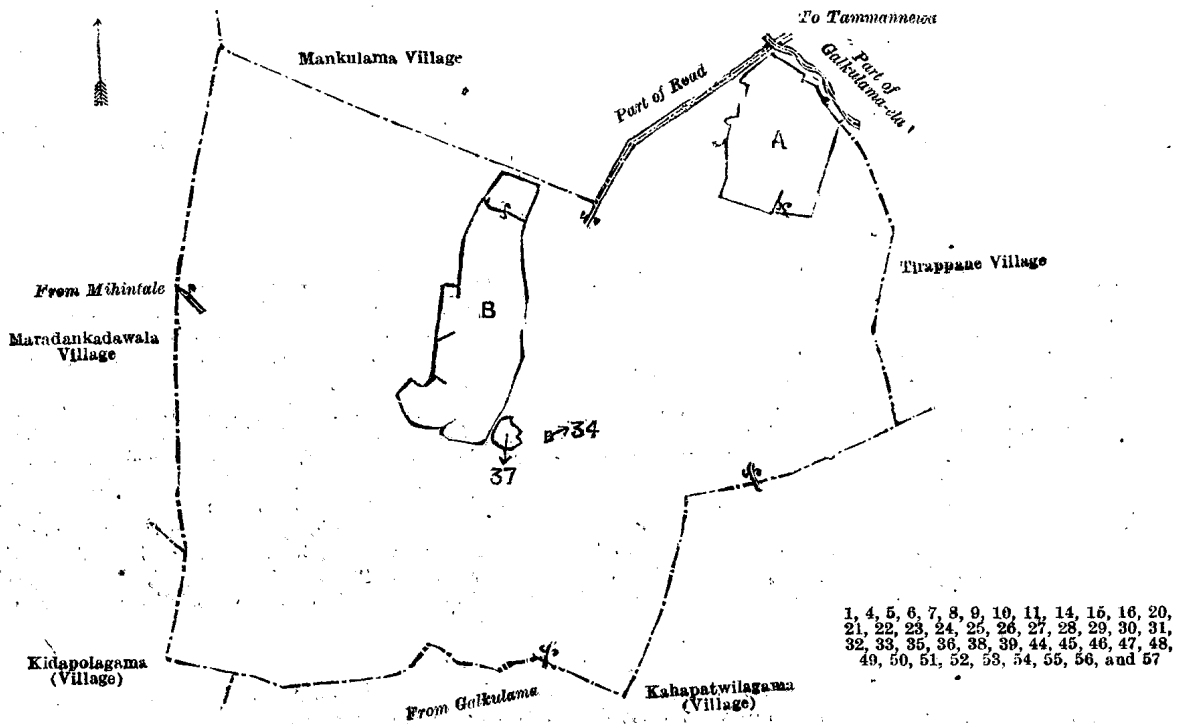 To Tammannewa
Mankulama Village
Part of Road
Part of
Galkulama-ela
A
Tirappane Village
From Mihintale
Maradankadawala
Village
B
B→34
37
1, 4, 5, 6, 7, 8, 9, 10, 11, 14, 15, 16, 20,
21, 22, 23, 24, 25, 26, 27, 28, 29, 30, 31,
32, 33, 35, 36, 38, 39, 44, 45, 46, 47, 48,
49, 50, 51, 52, 53, 54, 55, 56, and 57
Kidapolagama
(Village)
From Galkulama
Kahapatwilagama
(Village)